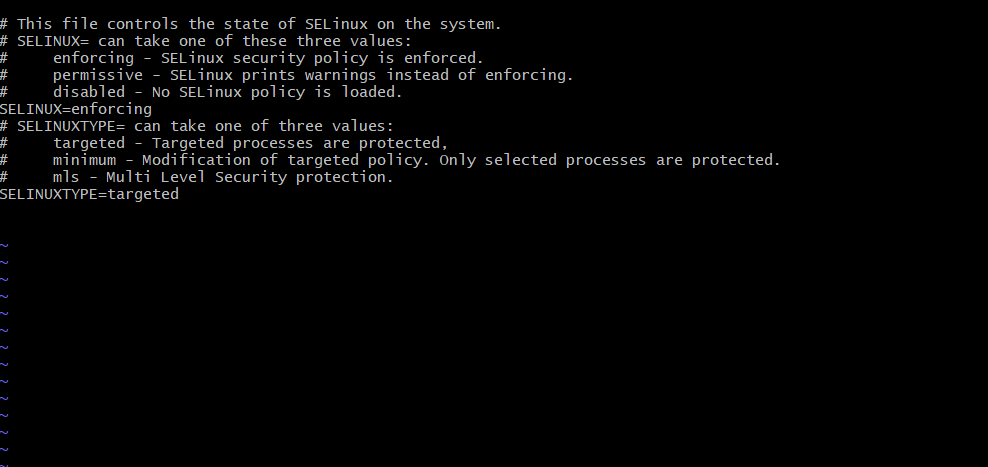 # This file controls the state of SELinux on the system.
# SELINUX= can take one of these three values:
#     enforcing - SELinux security policy is enforced.
#     permissive - SELinux prints warnings instead of enforcing.
#     disabled - No SELinux policy is loaded.
SELINUX=enforcing
# SELINUXTYPE= can take one of three values:
#     targeted - Targeted processes are protected,
#     minimum - Modification of targeted policy. Only selected processes are protected.
#     mls - Multi Level Security protection.
SELINUXTYPE=targeted
~
~
~
~
~
~
~
~
~
~
~
~
~
~